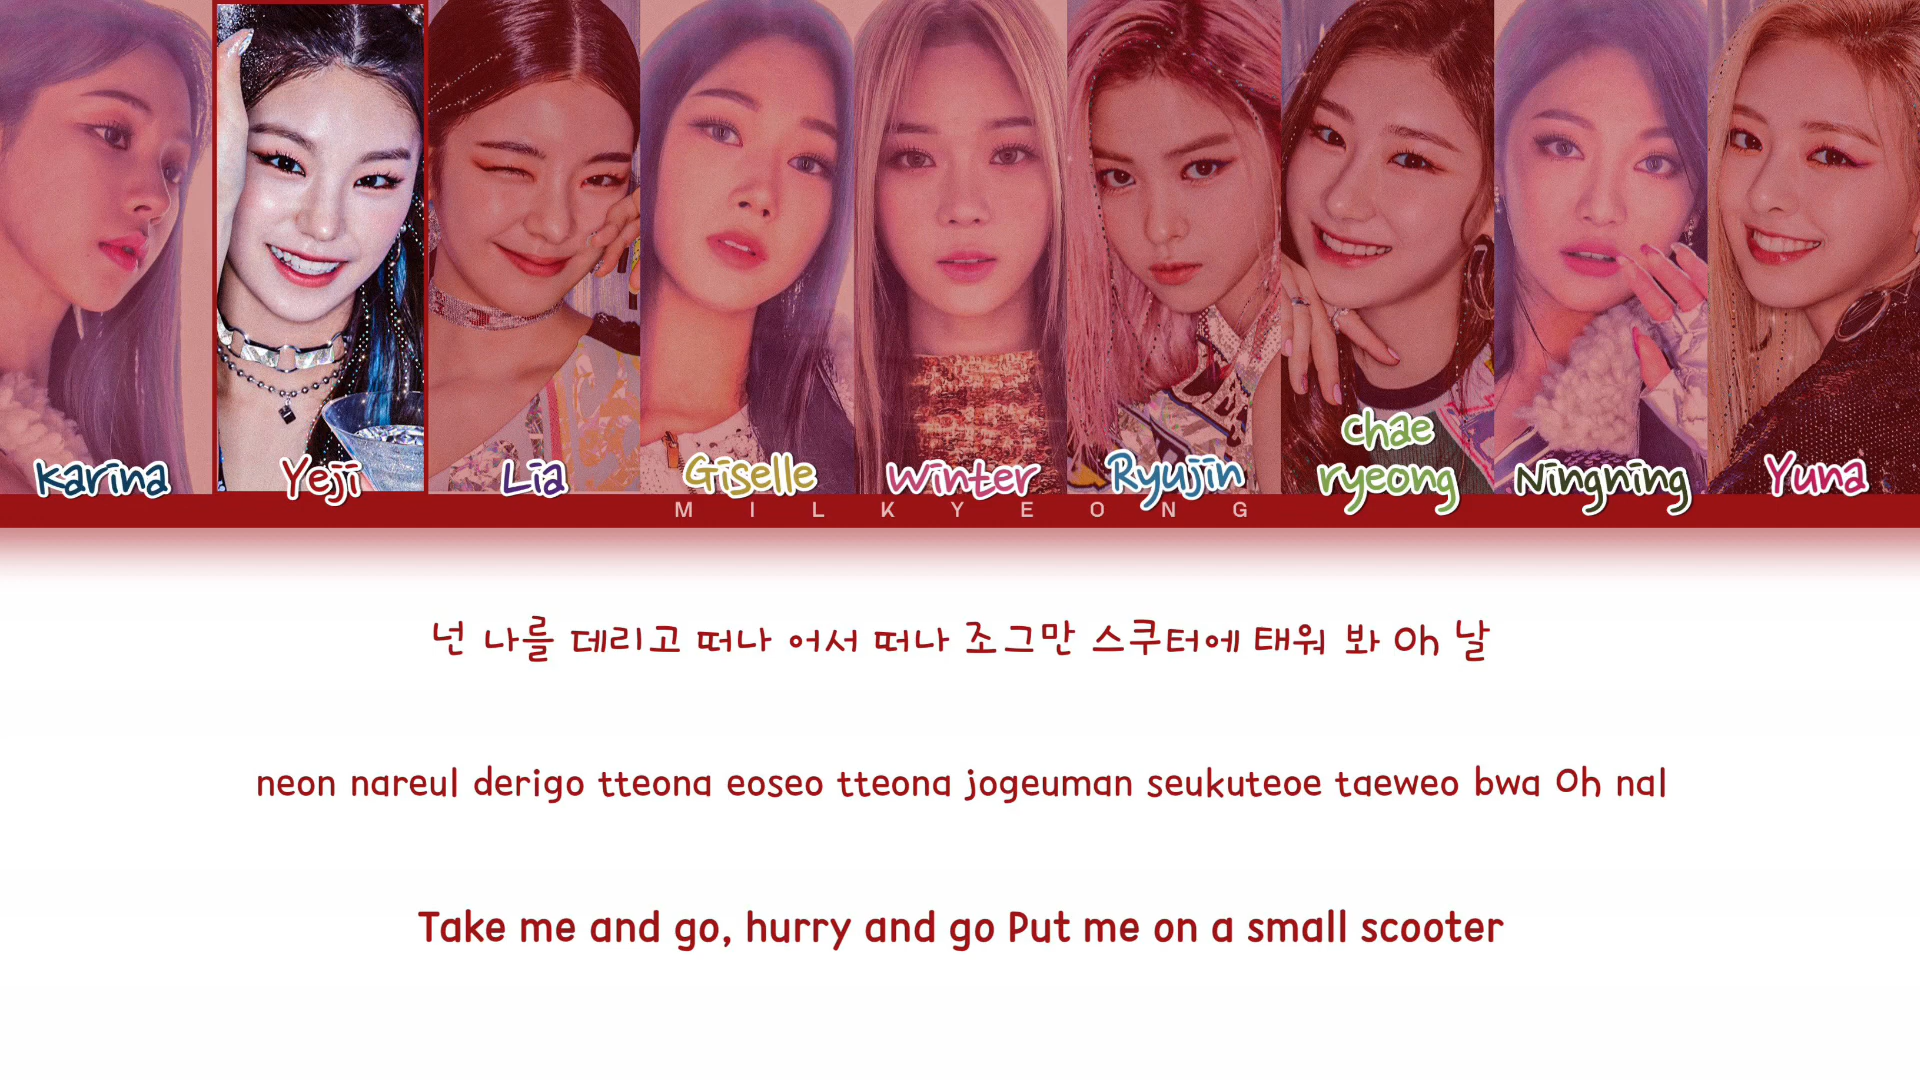 Karina
Yeji
Lia
Giselle
Winter
Ryujin
chae
ryeong
Ningning
Yuna
MILKYEONG
넌 나를 데리고 떠나 어서 떠나 조그만 스쿠터에 태워 봐 Oh 날
neon nareul derigo tteona eoseo tteona jogeuman seukuteoe taeweo bwa Oh nal
Take me and go, hurry and go Put me on a small scooter